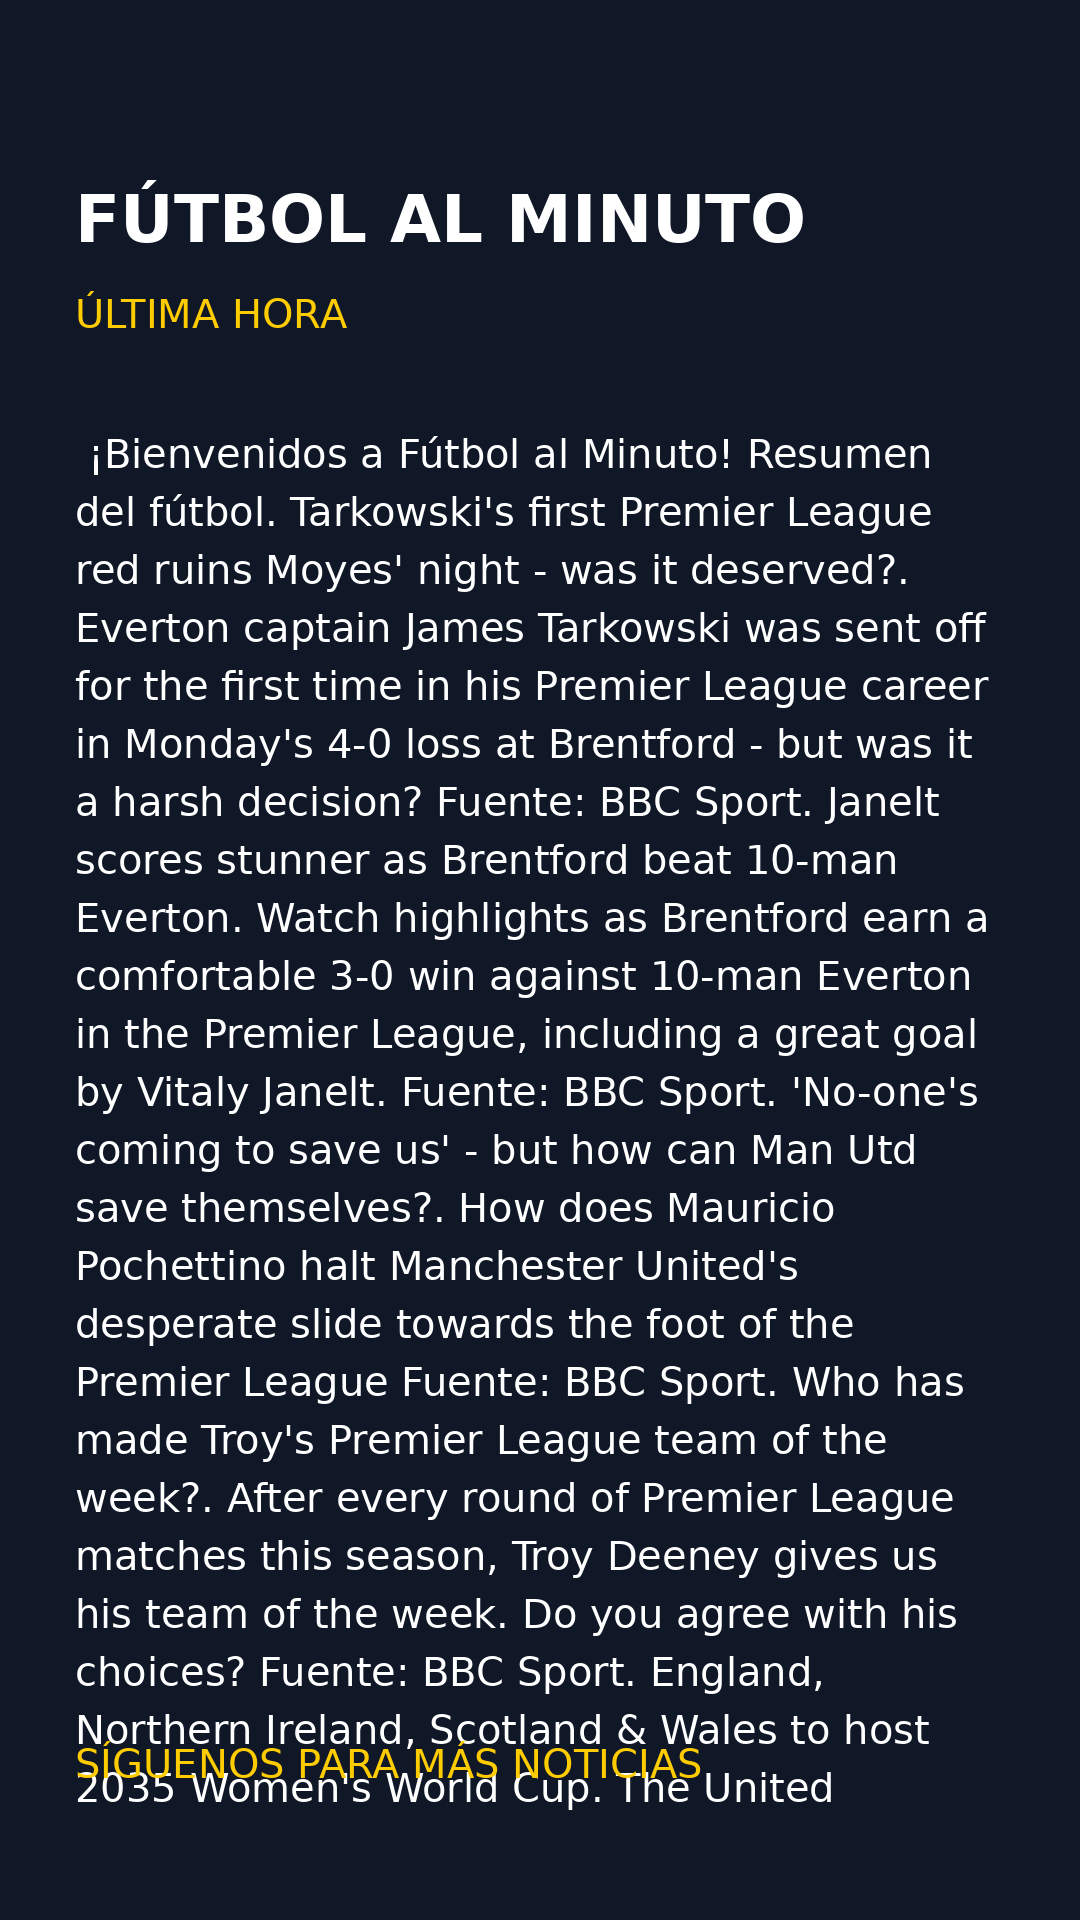 FÚTBOL AL MINUTO
ÚLTIMA HORA
¡Bienvenidos a Fútbol al Minuto! Resumen
del fútbol. Tarkowski's first Premier League
red ruins Moyes' night - was it deserved?.
Everton captain James Tarkowski was sent off
for the first time in his Premier League career
in Monday's 4-0 loss at Brentford - but was it
a harsh decision? Fuente: BBC Sport. Janelt
scores stunner as Brentford beat 10-man
Everton. Watch highlights as Brentford earn a
comfortable 3-0 win against 10-man Everton
in the Premier League, including a great goal
by Vitaly Janelt. Fuente: BBC Sport. 'No-one's
coming to save us' - but how can Man Utd
save themselves?. How does Mauricio
Pochettino halt Manchester United's
desperate slide towards the foot of the
Premier League Fuente: BBC Sport. Who has
made Troy's Premier League team of the
week?. After every round of Premier League
matches this season, Troy Deeney gives us
his team of the week. Do you agree with his
choices? Fuente: BBC Sport. England,
Northern Ireland, Scotland & Wales to host
SÍGUENOS PARA MÁS NOTICIAS
2035 Women's World Cup. The United